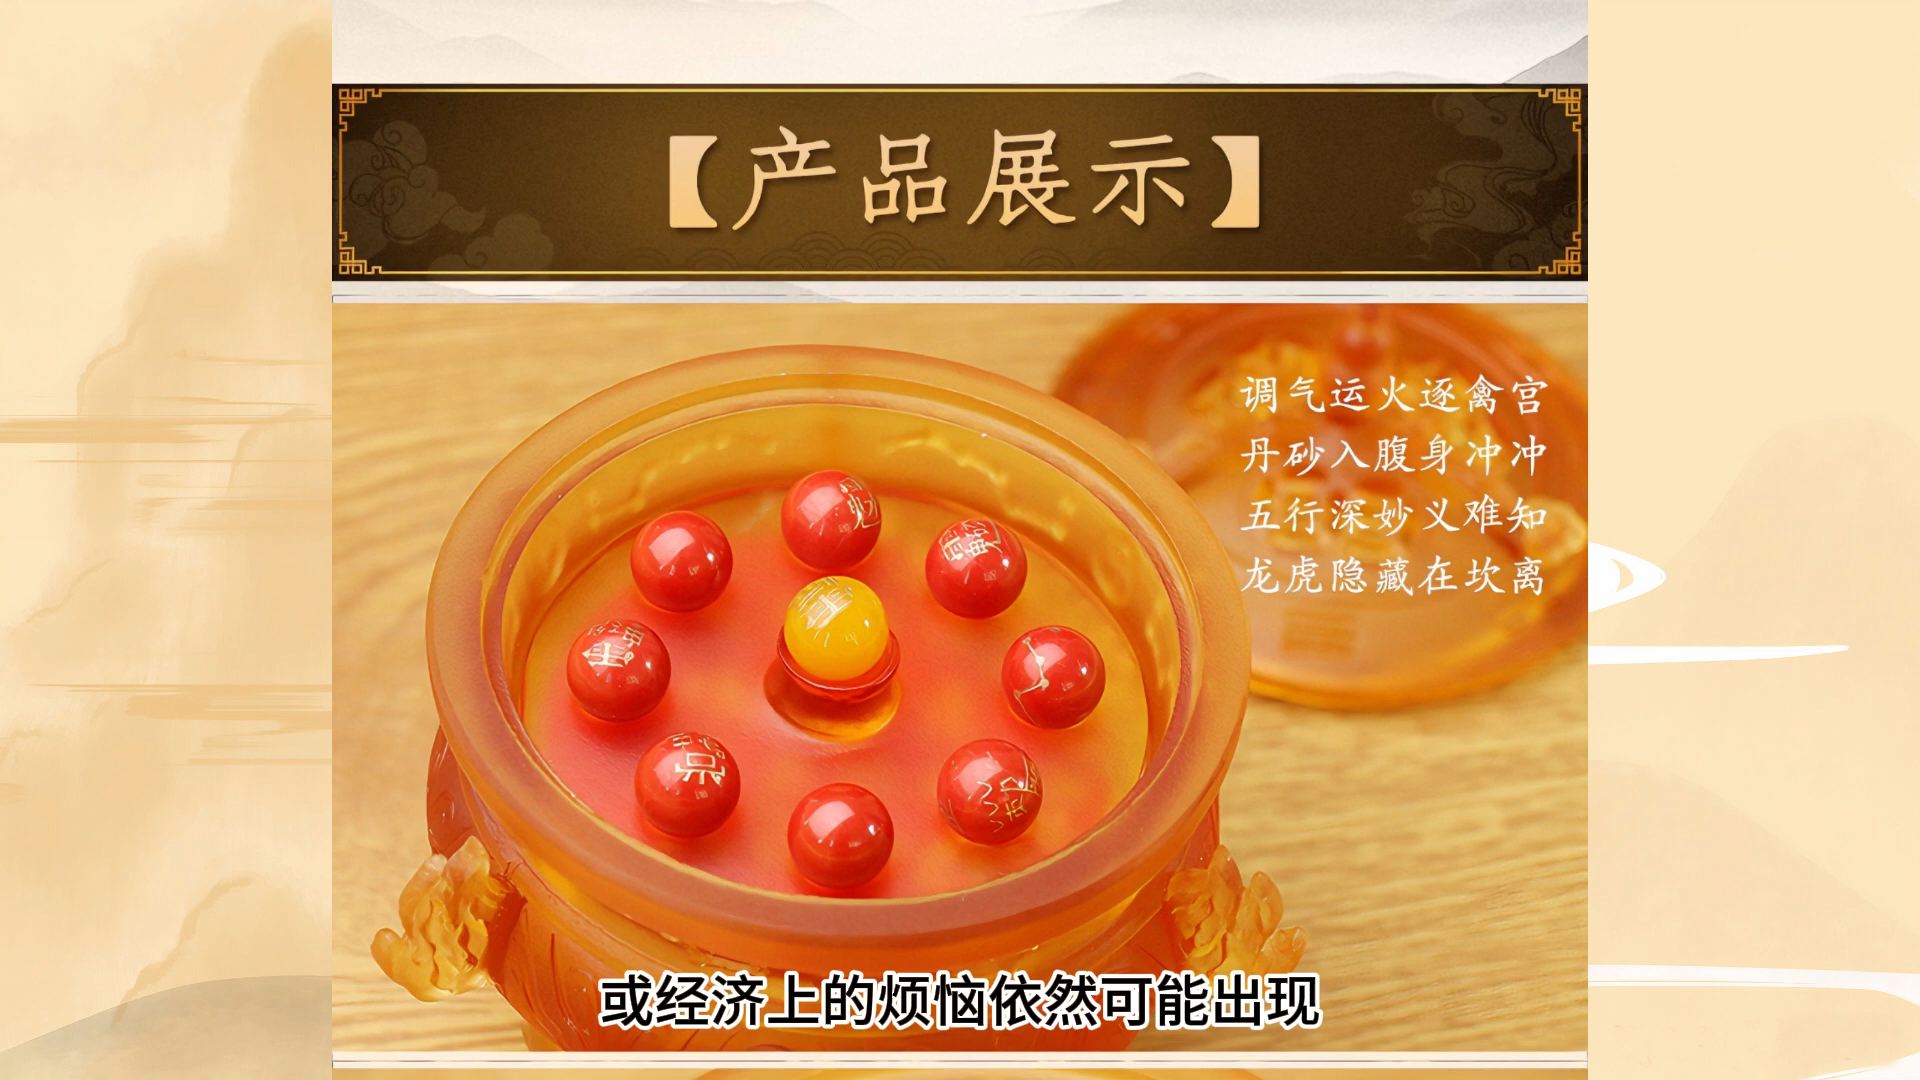 【产品展示】
调气运火逐禽宫
丹砂入腹身冲冲
五行深妙义难知
龙虎隐藏在坎离
或经济上的烦恼依然可能出现